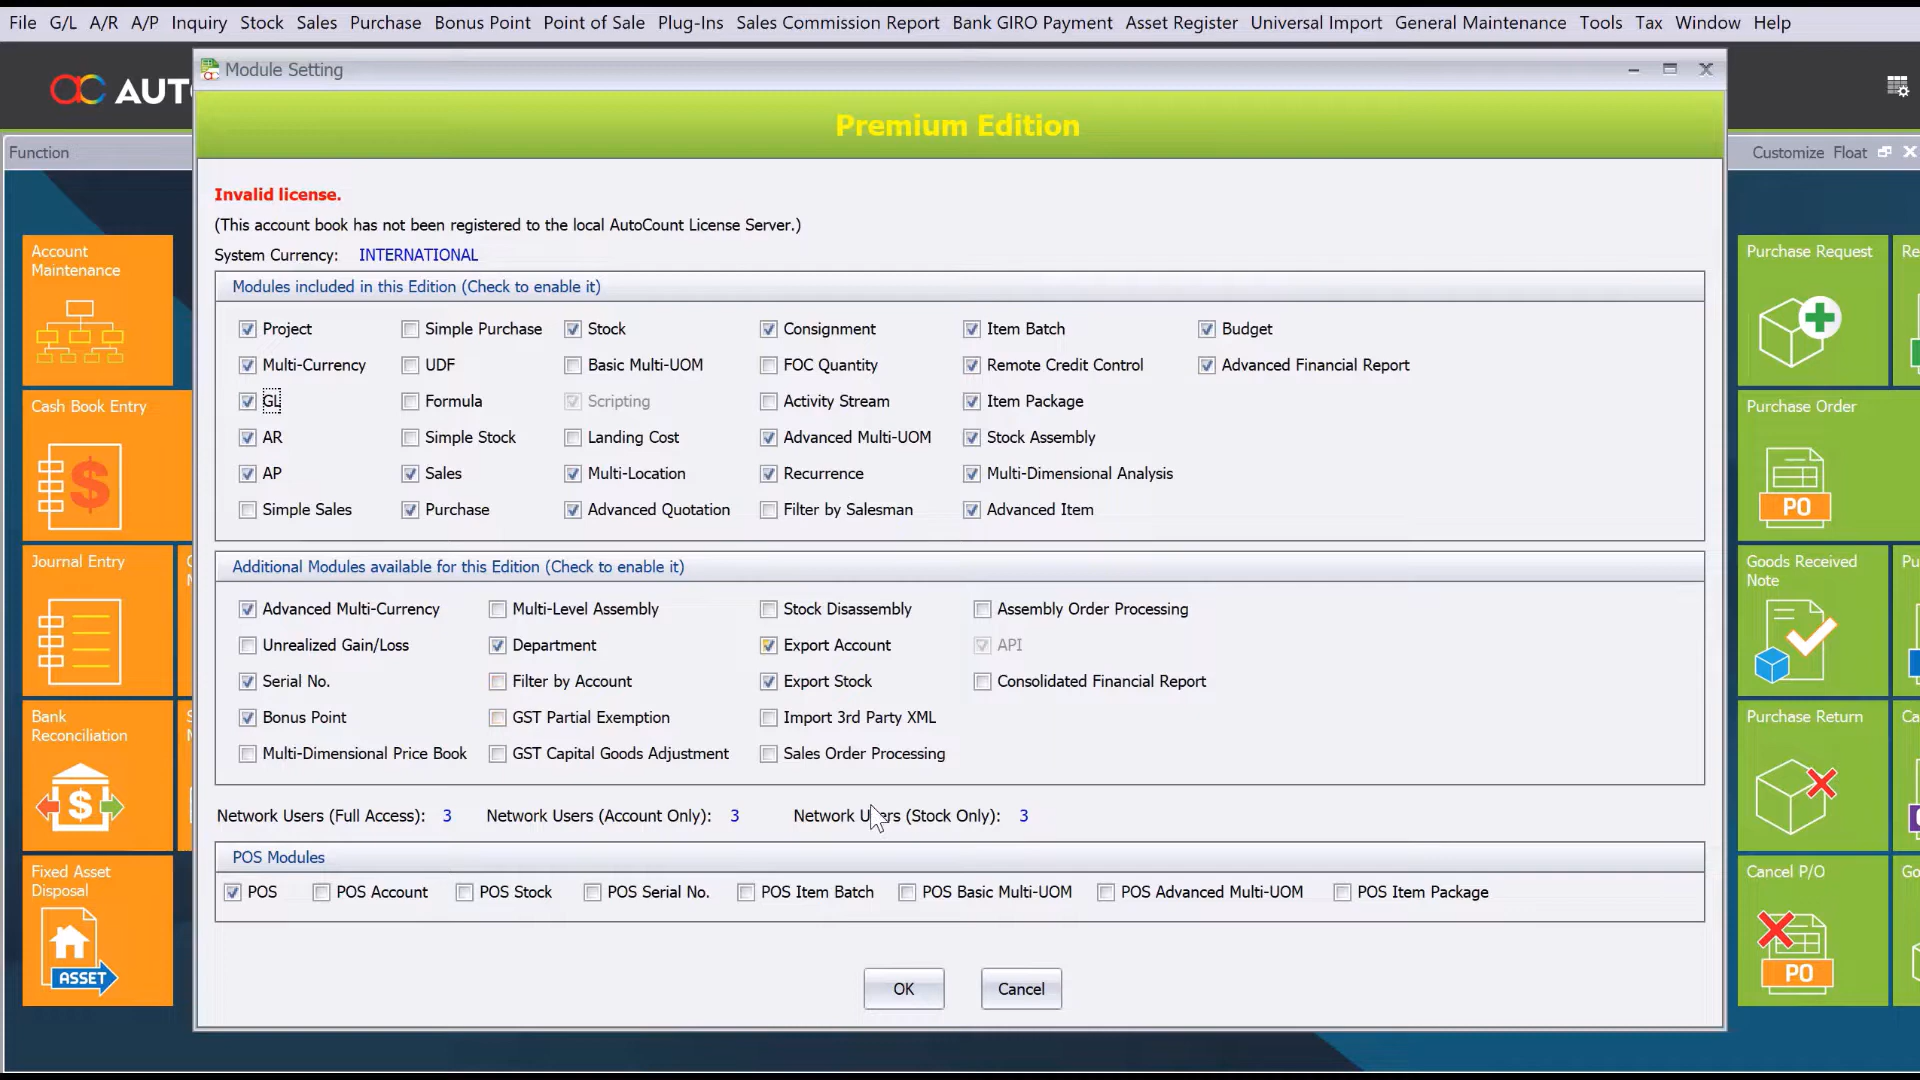 File G/L A/R A/P Inquiry Stock Sales Purchase Bonus Point Point of Sale Plug-Ins Sales Commission Report Bank GIRO Payment Asset Register Universal Import General Maintenance Tools Tax Window Help
Module Setting
Premium Edition
Function
Customize Float
Invalid license.
(This account book has not been registered to the local AutoCount License Server.)
System Currency: INTERNATIONAL
Modules included in this Edition (Check to enable it)
Project Simple Purchase Stock Consignment Item Batch Budget
Multi-Currency UDF Basic Multi-UOM FOC Quantity Remote Credit Control Advanced Financial Report
GL Formula Scripting Activity Stream Item Package
AR Simple Stock Landing Cost Advanced Multi-UOM Stock Assembly
AP Sales Multi-Location Recurrence Multi-Dimensional Analysis
Simple Sales Purchase Advanced Quotation Filter by Salesman Advanced Item
Additional Modules available for this Edition (Check to enable it)
Advanced Multi-Currency Multi-Level Assembly Stock Disassembly Assembly Order Processing
Unrealized Gain/Loss Department Export Account API
Serial No. Filter by Account Export Stock Consolidated Financial Report
Bonus Point GST Partial Exemption Import 3rd Party XML
Multi-Dimensional Price Book GST Capital Goods Adjustment Sales Order Processing
Network Users (Full Access): 3 Network Users (Account Only): 3 Network Users (Stock Only): 3
POS Modules
POS POS Account POS Stock POS Serial No. POS Item Batch POS Basic Multi-UOM POS Advanced Multi-UOM POS Item Package
OK Cancel
Account
Maintenance
Cash Book Entry
Journal Entry
Bank
Reconciliation
Fixed Asset
Disposal
ASSET
Purchase Request
Purchase Order
PO
Goods Received
Note
Purchase Return
Cancel P/O
PO